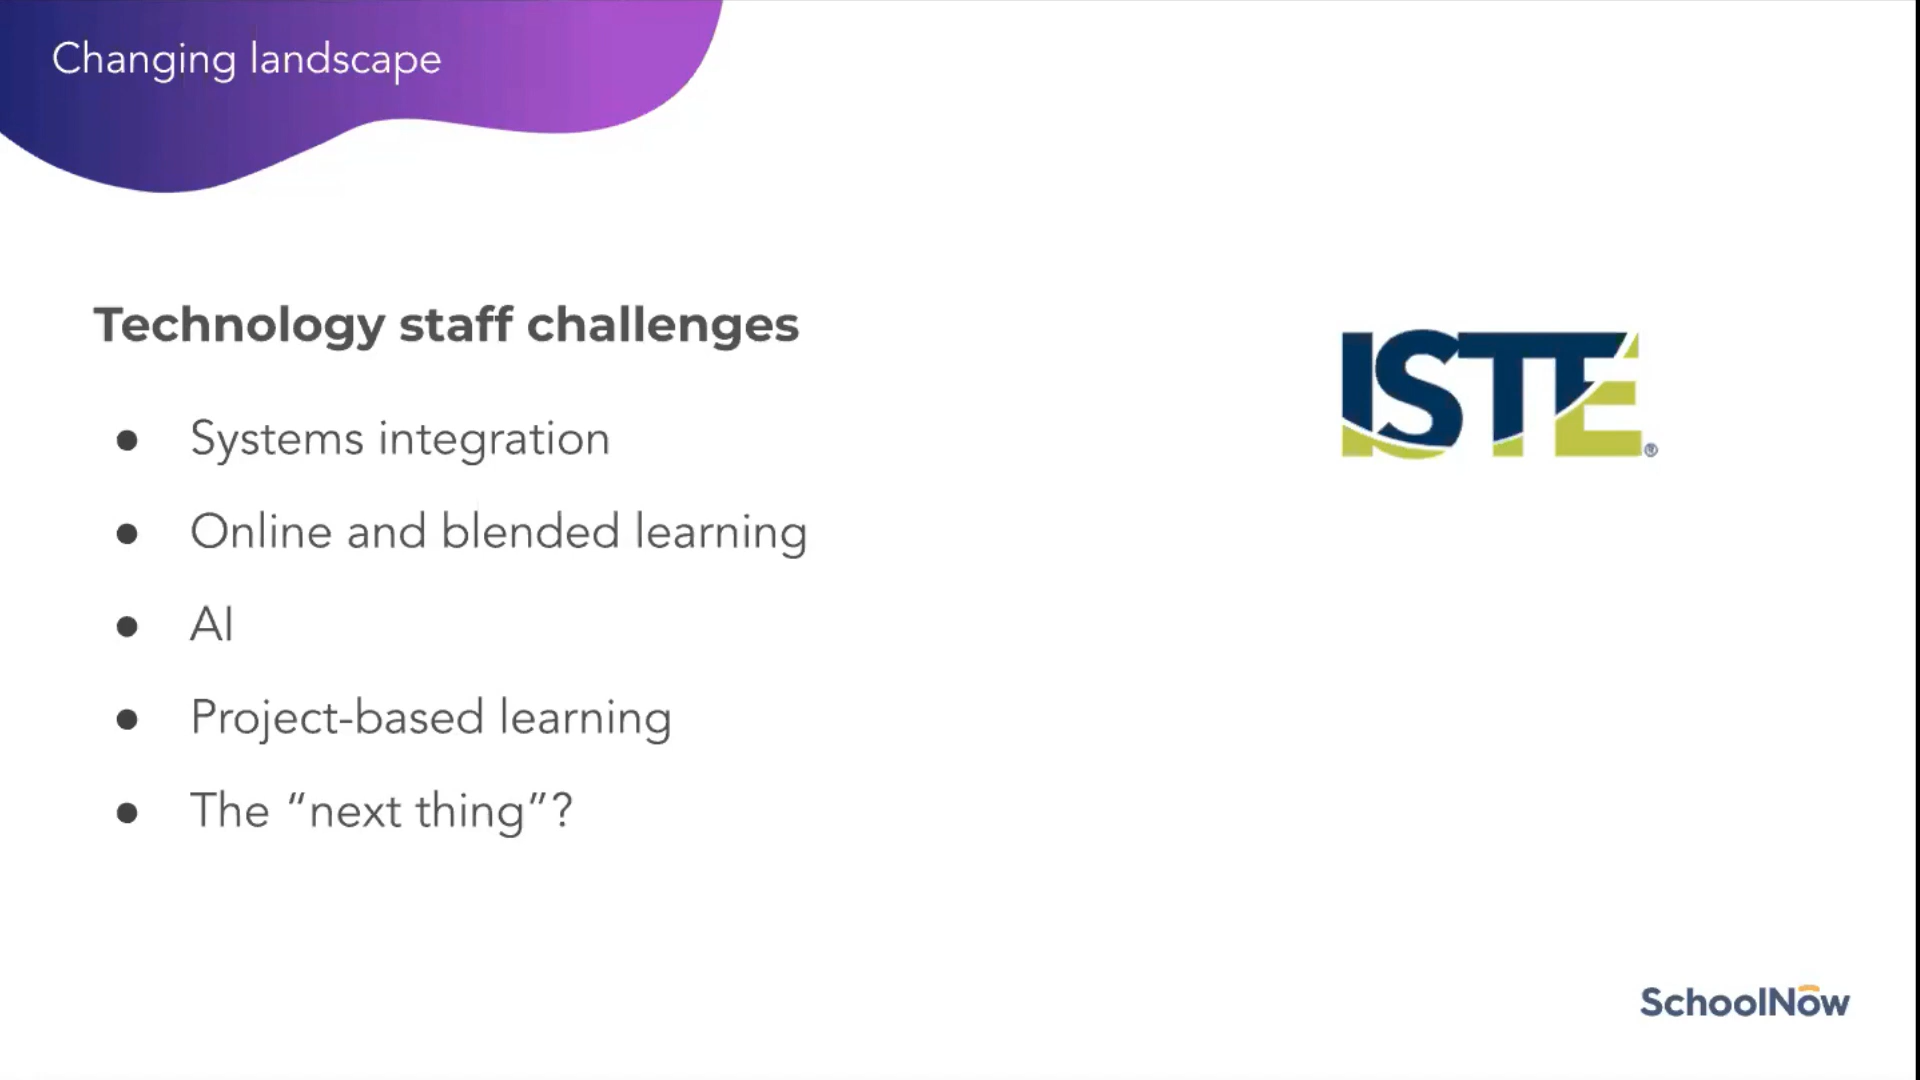 Changing landscape
Technology staff challenges
● Systems integration
● Online and blended learning
● AI
● Project-based learning
● The “next thing”?
ISTE®
SchoolNow